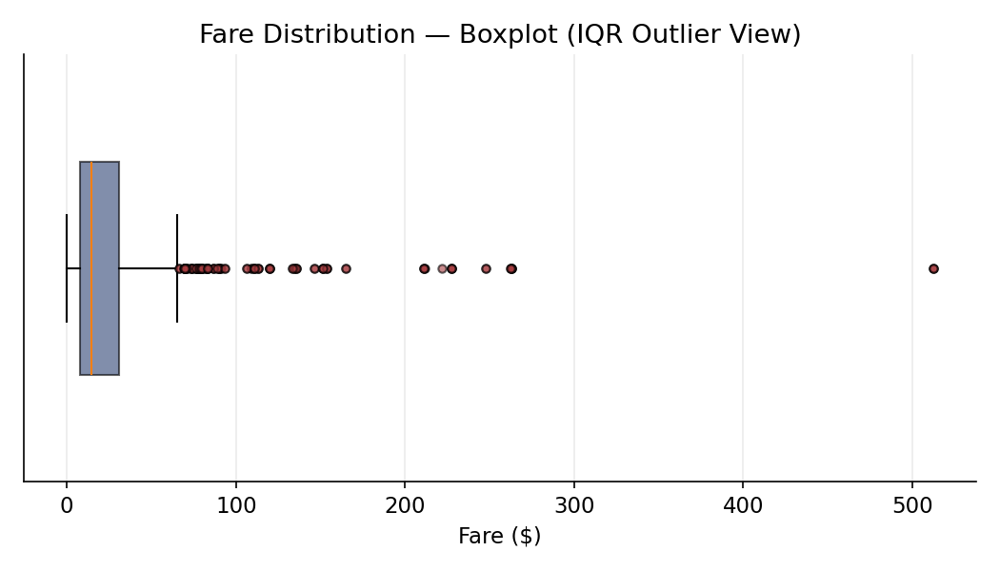 Fare Distribution — Boxplot (IQR Outlier View)
0 100 200 300 400 500
Fare ($)